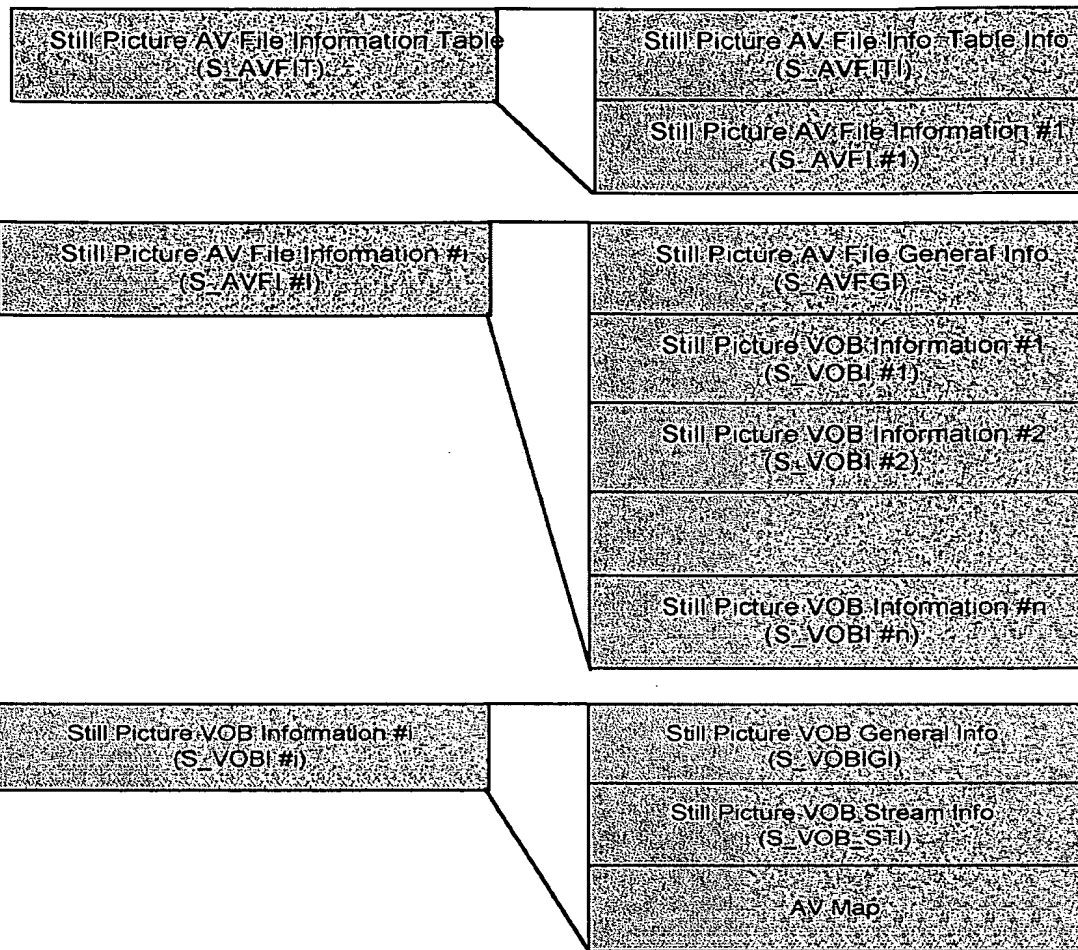 Still Picture AV File Information Table
(S_AVFIT)
Still Picture AV File Info Table Info
(S_AVFITI)
Still Picture AV File Information #1
(S_AVFI #1)
Still Picture AV File Information #i
(S_AVFI #I)
Still Picture AV File General Info
(S_AVFGI)
Still Picture VOB Information #1
(S_VOBI #1)
Still Picture VOB Information #2
(S_VOBI #2)
Still Picture VOB Information #n
(S_VOBI #n)
Still Picture VOB Information #i
(S_VOBI #i)
Still Picture VOB General Info
(S_VOBIGI)
Still Picture VOB Stream Info
(S_VOB_STI)
AV Map